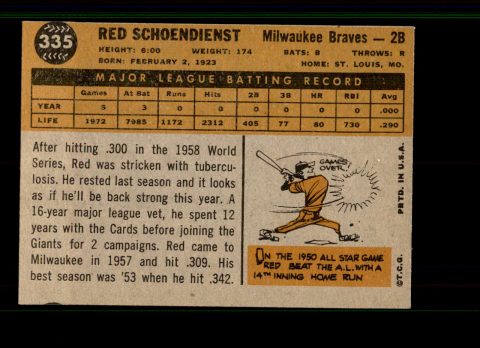 335
RED SCHOENDIENST Milwaukee Braves — 2B
HEIGHT: 6:00 WEIGHT: 174 BATS: B THROWS: R
BORN: FEBRUARY 2, 1923 HOME: ST. LOUIS, MO.
MAJOR LEAGUE BATTING RECORD
Games At Bat Runs Hits 2B 3B HR RBI Avg
YEAR 5 3 0 0 0 0 0 0 .000
LIFE 1972 7985 1172 2312 405 77 80 730 .290
After hitting .300 in the 1958 World
Series, Red was stricken with tubercu-
losis. He rested last season and it looks
as if he'll be back strong this year. A
16-year major league vet, he spent 12
years with the Cards before joining the
Giants for 2 campaigns. Red came to
Milwaukee in 1957 and hit .309. His
best season was '53 when he hit .342.
GAMES
OVER!
ON THE 1950 ALL STAR GAME
RED BEAT THE A.L. WITH A
14TH INNING HOME RUN
©T.C.G. PRTD. IN U.S.A.